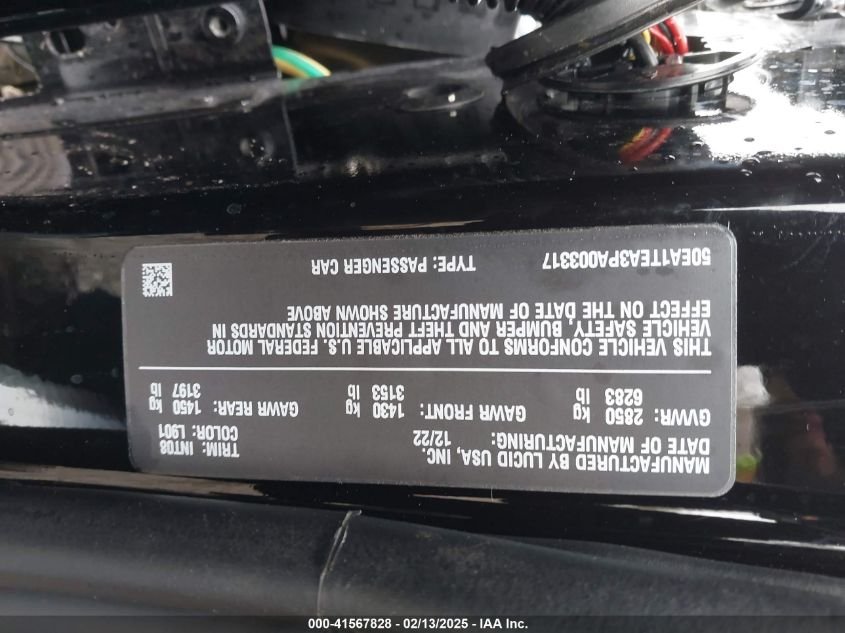 MANUFACTURED BY LUCID USA, INC.
DATE OF MANUFACTURING: 12/22
TRIM: INT08
COLOR: L901
GVWR: 2850 kg
6283 lb
GAWR FRONT: 1430 kg
3153 lb
GAWR REAR: 1450 kg
3197 lb
THIS VEHICLE CONFORMS TO ALL APPLICABLE U.S. FEDERAL MOTOR
VEHICLE SAFETY, BUMPER AND THEFT PREVENTION STANDARDS IN
EFFECT ON THE DATE OF MANUFACTURE SHOWN ABOVE
50EA1TEA3PA003317 TYPE: PASSENGER CAR
000-41567828 - 02/13/2025 - IAA Inc.